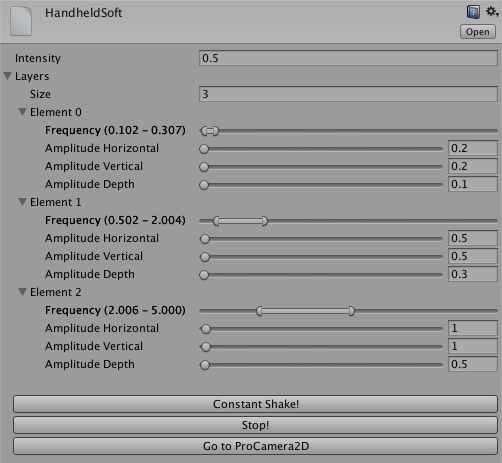 HandheldSoft
Open
Intensity 0.5
Layers
Size 3
Element 0
Frequency (0.102 – 0.307)
Amplitude Horizontal 0.2
Amplitude Vertical 0.2
Amplitude Depth 0.1
Element 1
Frequency (0.502 – 2.004)
Amplitude Horizontal 0.5
Amplitude Vertical 0.5
Amplitude Depth 0.3
Element 2
Frequency (2.006 – 5.000)
Amplitude Horizontal 1
Amplitude Vertical 1
Amplitude Depth 0.5
Constant Shake!
Stop!
Go to ProCamera2D